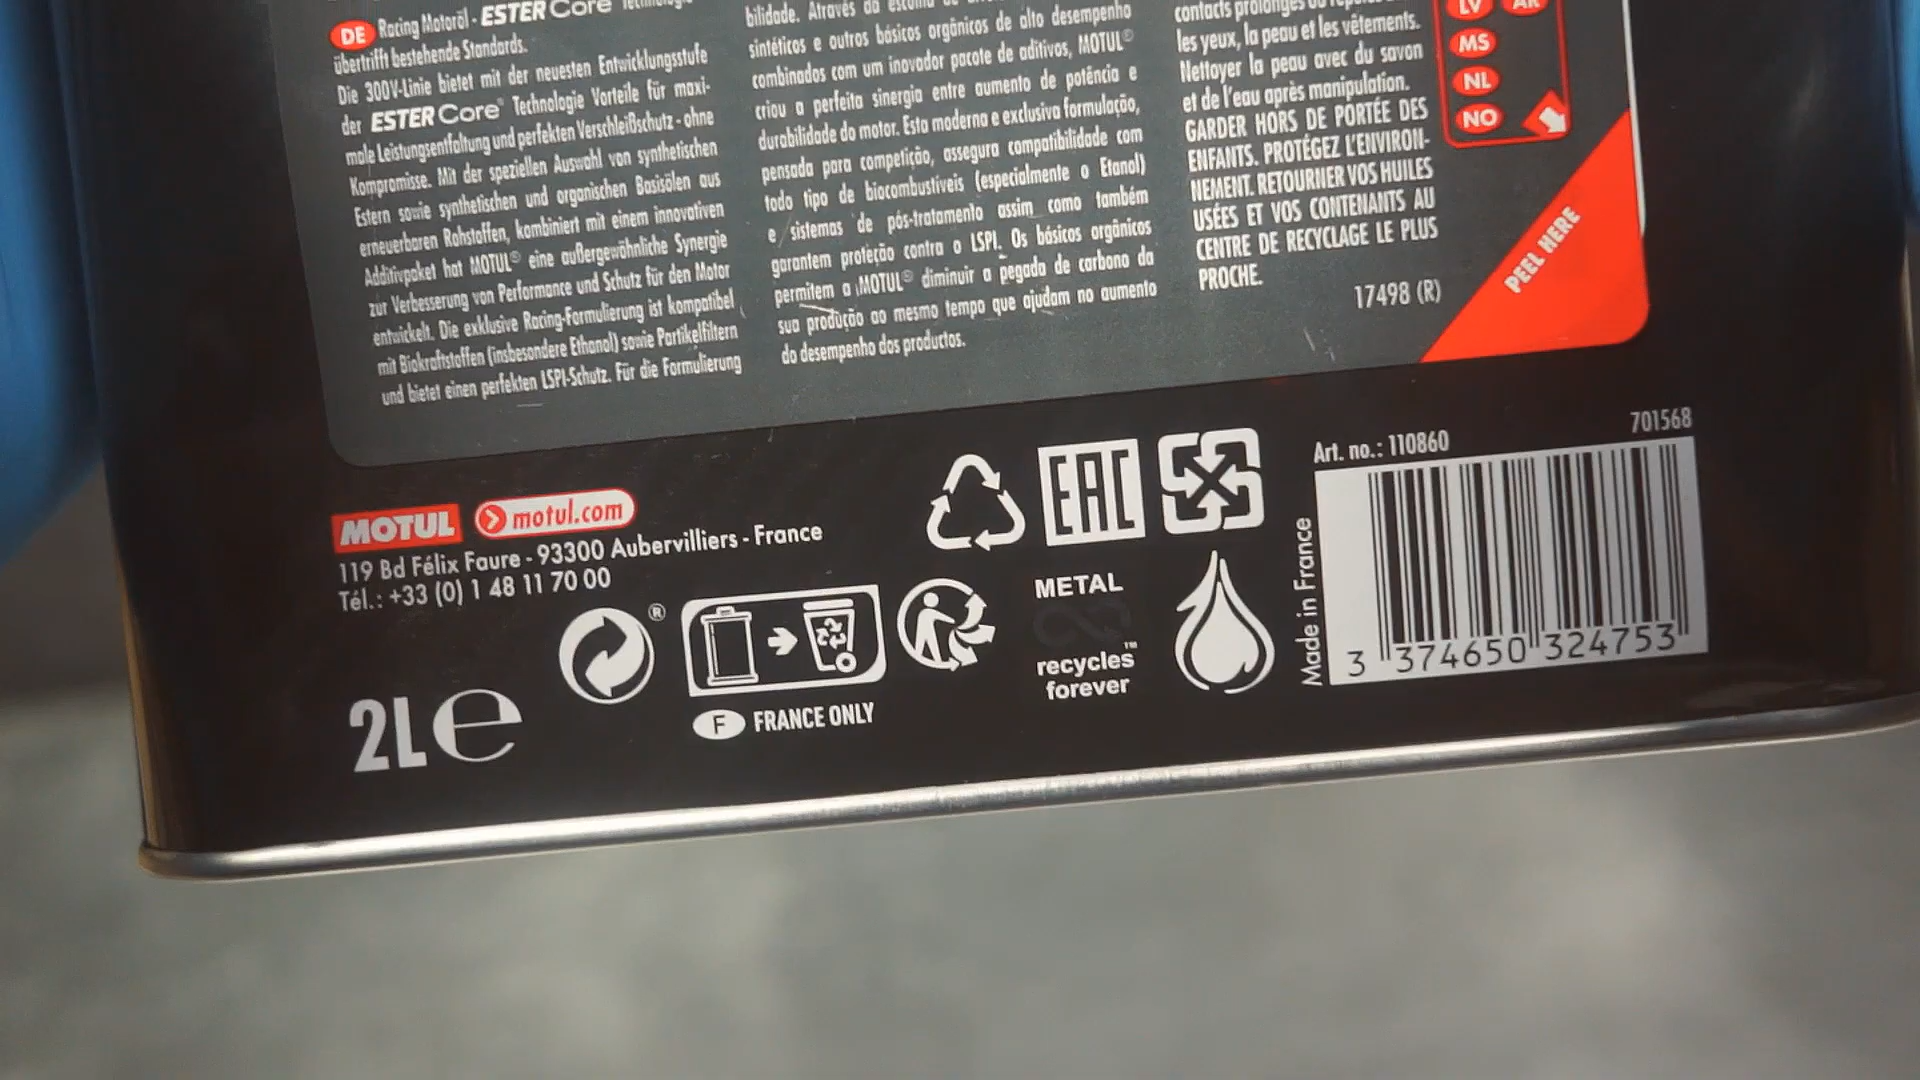 DE Racing Motoröl - ESTER Core Technologie
übertrifft bestehende Standards.
Die 300V-Linie bietet mit der neuesten Entwicklungsstufe
der ESTER Core® Technologie Vorteile für maxi-
male Leistungsentfaltung und perfekten Verschleißschutz - ohne
Kompromisse. Mit der speziellen Auswahl von synthetischen
Estern sowie synthetischen und organischen Basisölen aus
erneuerbaren Rohstoffen, kombiniert mit einem innovativen
Additivpaket hat MOTUL® eine außergewöhnliche Synergie
zur Verbesserung von Performance und Schutz für den Motor
entwickelt. Die exklusive Racing-Formulierung ist kompatibel
mit Biokraftstoffen (insbesondere Ethanol) sowie Partikelfiltern
und bietet einen perfekten LSPI-Schutz. Für die Formulierung
bilidade. Através da
sintéticos e outros básicos orgânicos de alto desempenho
combinados com um inovador pacote de aditivos, MOTUL®
criou a perfeita sinergia entre aumento de potência e
durabilidade do motor. Esta moderna e exclusiva formulação,
pensada para competição, assegura compatibilidade com
todo tipo de biocombustíveis (especialmente o Etanol)
e sistemas de pós-tratamento assim como também
garantem proteção contra o LSPI. Os básicos orgânicos
permitem a MOTUL® diminuir a pegada de carbono da
sua produção ao mesmo tempo que ajudam no aumento
do desempenho dos produtos.
contacts prolongés ou
les yeux, la peau et les vêtements.
Nettoyer la peau avec du savon
et de l'eau après manipulation.
GARDER HORS DE PORTÉE DES
ENFANTS. PROTÉGEZ L'ENVIRON-
NEMENT. RETOURNER VOS HUILES
USÉES ET VOS CONTENANTS AU
CENTRE DE RECYCLAGE LE PLUS
PROCHE.
17498 (R)
LV AR
MS
NL
NO
PEEL HERE
MOTUL motul.com
119 Bd Félix Faure - 93300 Aubervilliers - France
Tél.: +33 (0) 1 48 11 70 00
2L e
®
F FRANCE ONLY
EAC
METAL
recycles™
forever
Made in France
Art. no.: 110860
701568
3 374650 324753